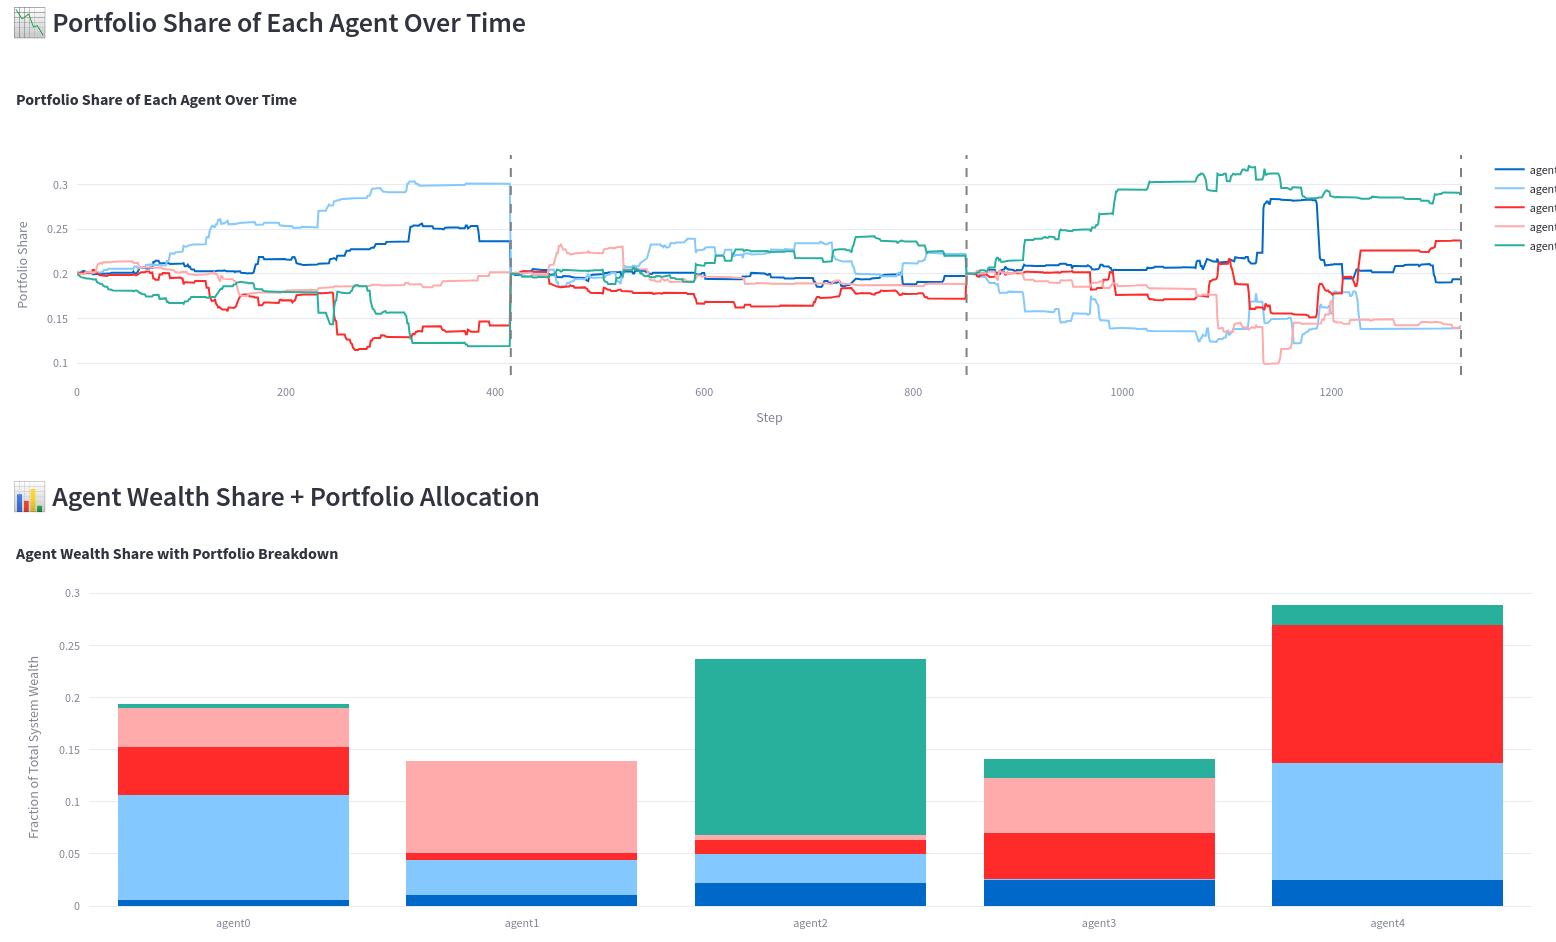 Portfolio Share of Each Agent Over Time
Portfolio Share of Each Agent Over Time
Portfolio Share
0.3
0.25
0.2
0.15
0.1
0 200 400 600 800 1000 1200
Step
agent
agent
agent
agent
agent
Agent Wealth Share + Portfolio Allocation
Agent Wealth Share with Portfolio Breakdown
Fraction of Total System Wealth
0.3
0.25
0.2
0.15
0.1
0.05
0
agent0 agent1 agent2 agent3 agent4